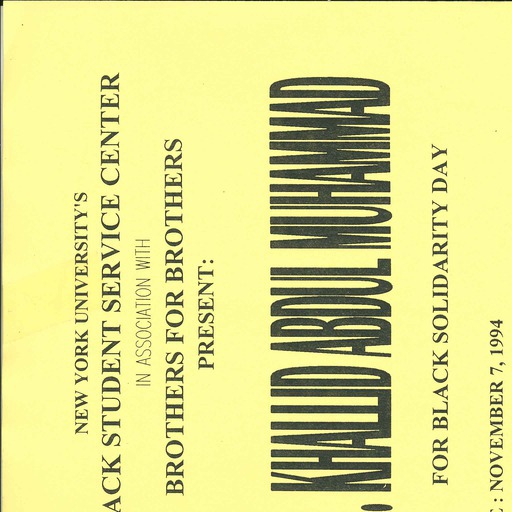 NEW YORK UNIVERSITY'S
ACK STUDENT SERVICE CENTER
IN ASSOCIATION WITH
BROTHERS FOR BROTHERS
PRESENT:
. KHALLID ABDUL MUHAMMAD
FOR BLACK SOLIDARITY DAY
E : NOVEMBER 7, 1994